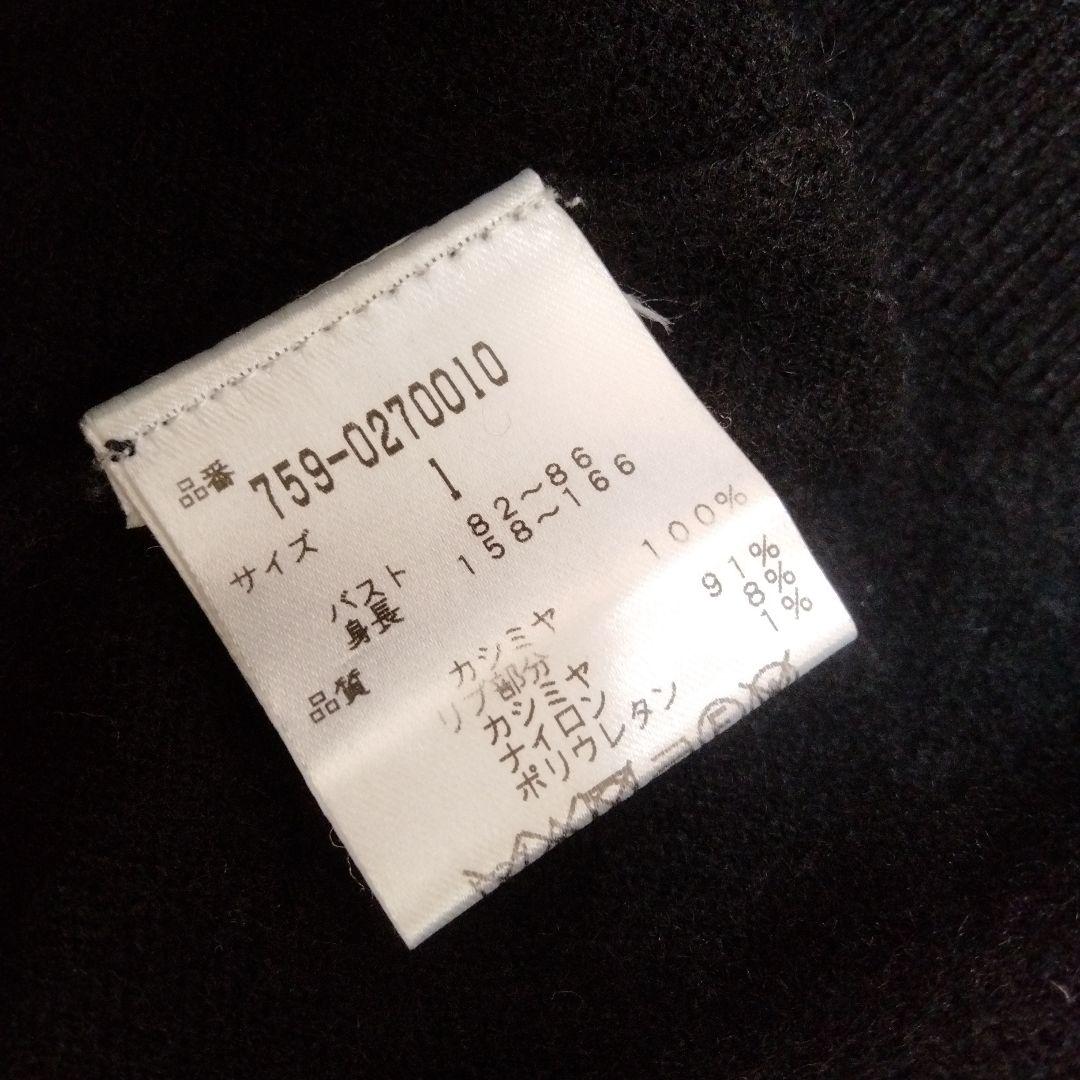 品番 759-0270010
サイズ 1
バスト 82～86
身長 158～166
品質 カシミヤ 100%
リブ部分
カシミヤ 91%
ナイロン 8%
ポリウレタン 1%